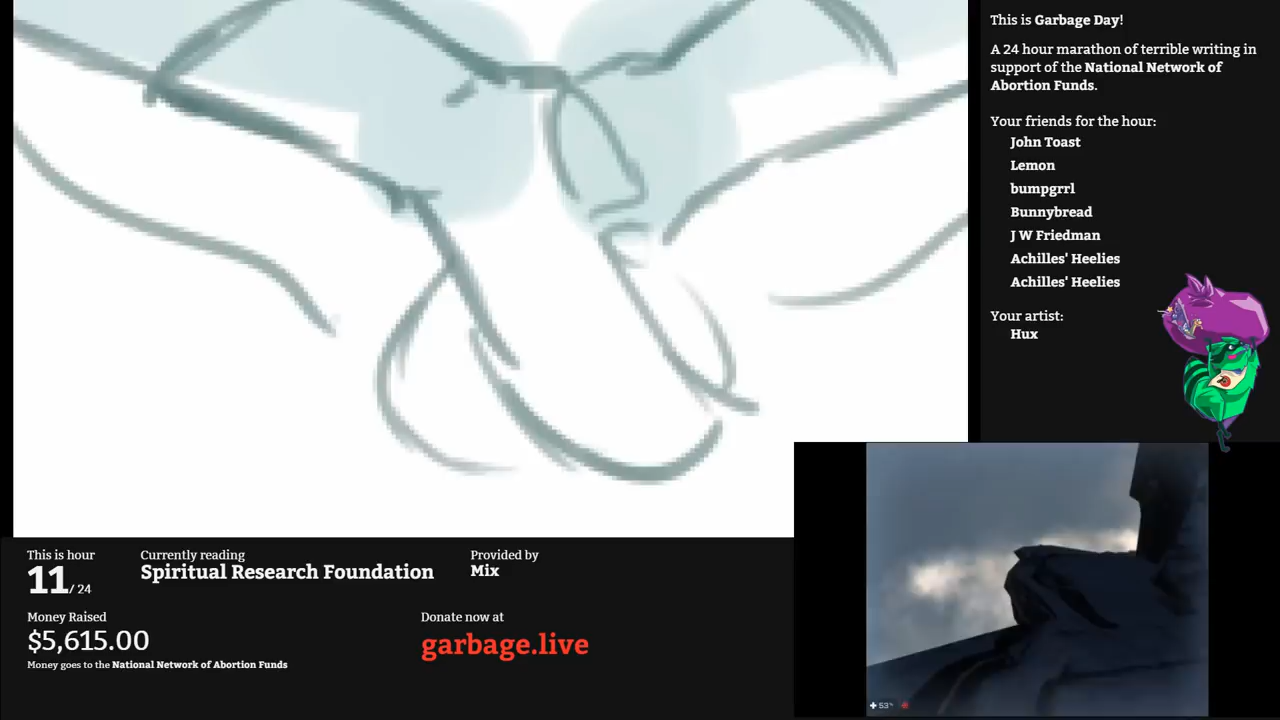 This is Garbage Day!
A 24 hour marathon of terrible writing in
support of the National Network of
Abortion Funds.
Your friends for the hour:
John Toast
Lemon
bumpgrrl
Bunnybread
J W Friedman
Achilles' Heelies
Achilles' Heelies
Your artist:
Hux
This is hour
11/ 24
Currently reading
Spiritual Research Foundation
Provided by
Mix
Money Raised
$5,615.00
Money goes to the National Network of Abortion Funds
Donate now at
garbage.live
53